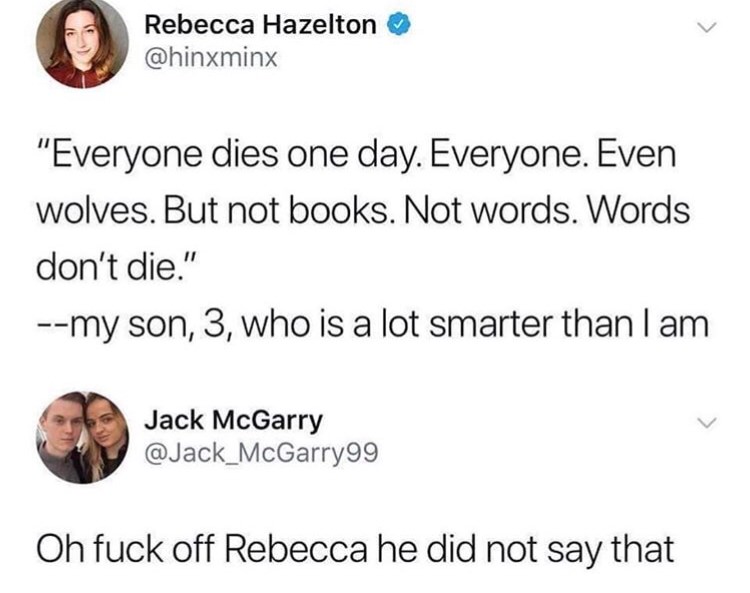 Rebecca Hazelton
@hinxminx
"Everyone dies one day. Everyone. Even
wolves. But not books. Not words. Words
don't die."
--my son, 3, who is a lot smarter than I am
Jack McGarry
@Jack_McGarry99
Oh fuck off Rebecca he did not say that